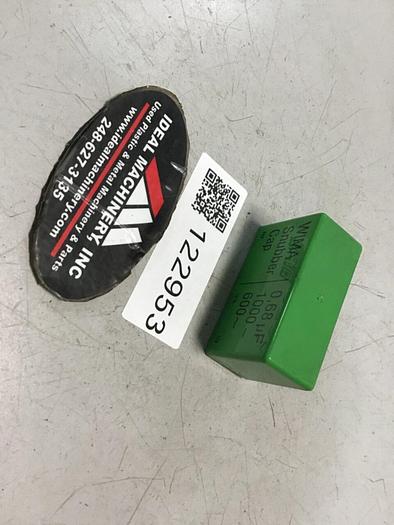 IDEAL MACHINERY, INC
Used Plastic & Metal Machinery & Parts
www.idealmachinery.com
248-627-3135
122953
WIMA
Snubber
Cap
0.68 µF
1000–
600~